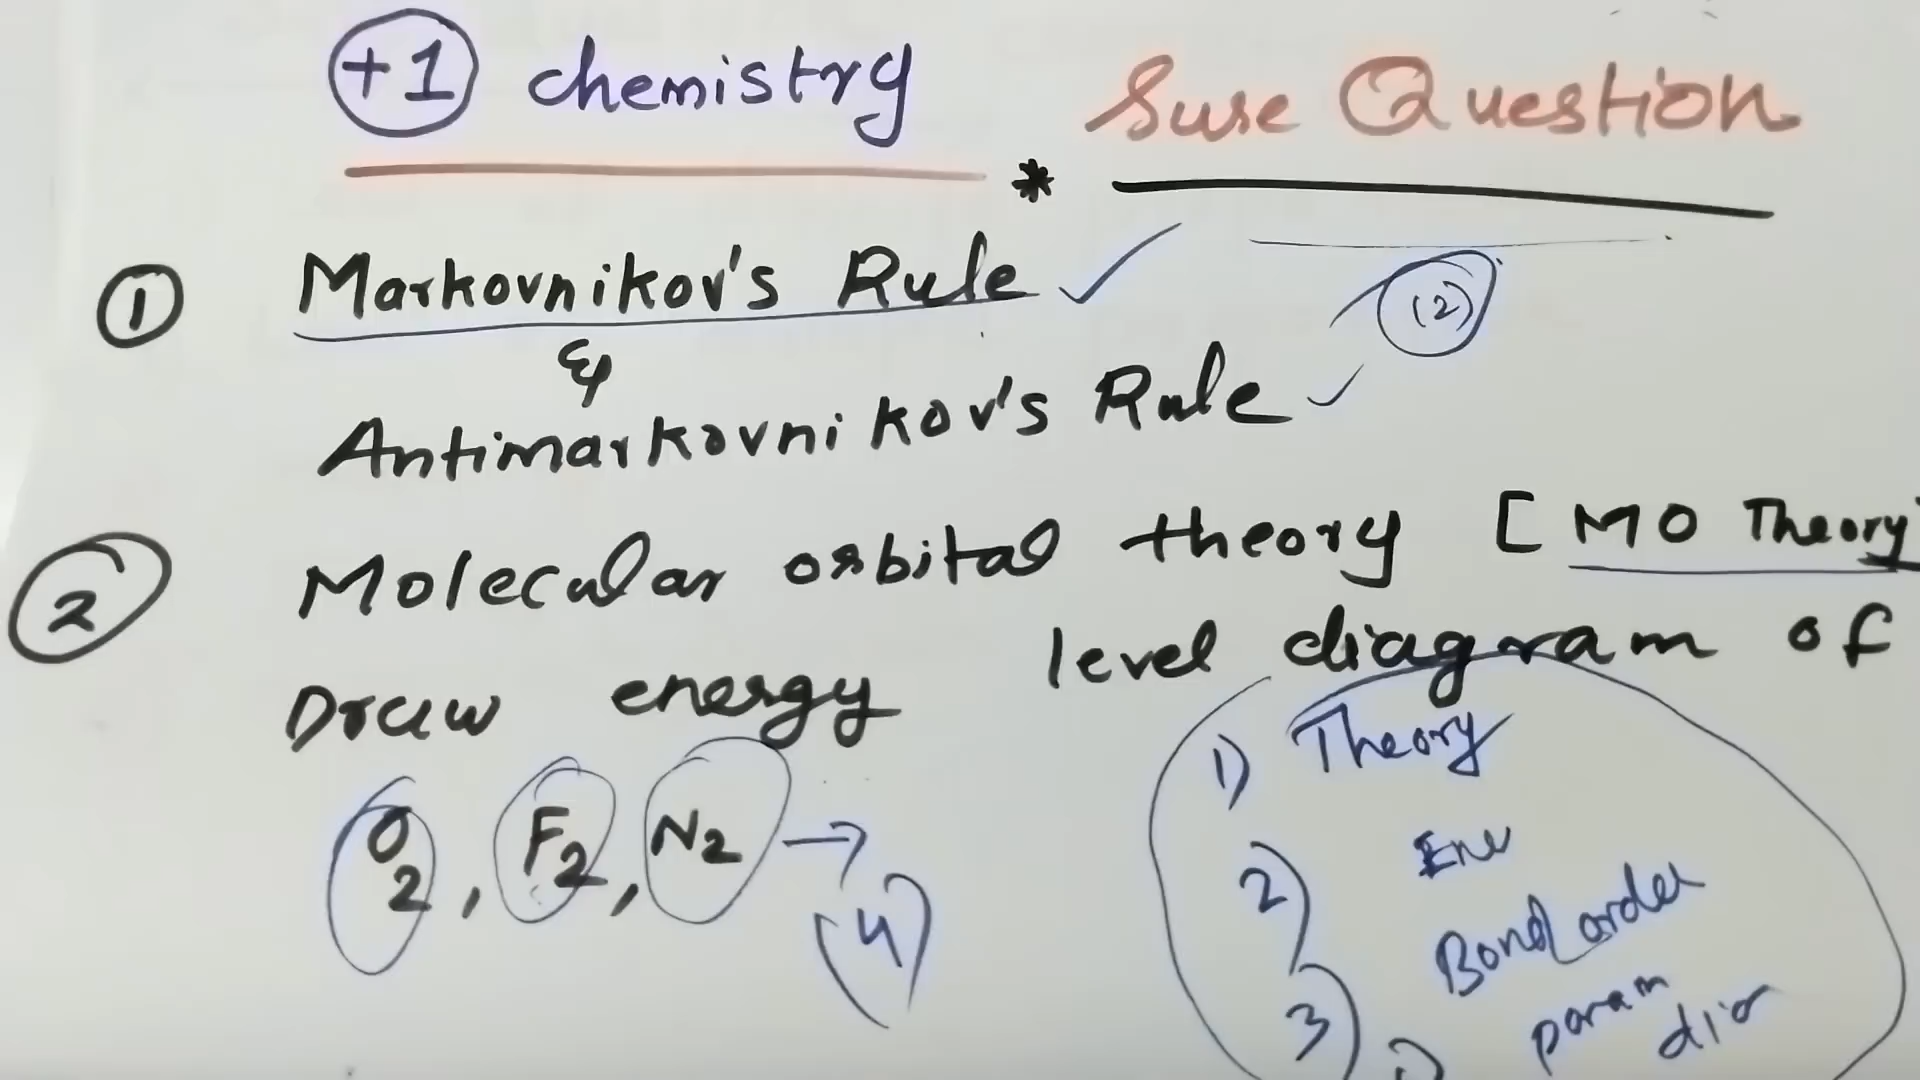 +1 chemistry * Sure Question
1 Markovnikov's Rule
(2)
&
Antimarkovnikov's Rule
2 Molecular orbital theory [MO Theory]
Draw energy level diagram of
O2, F2, N2 → (4)
1) Theory
2) Ene
Bond order
3) param
dia